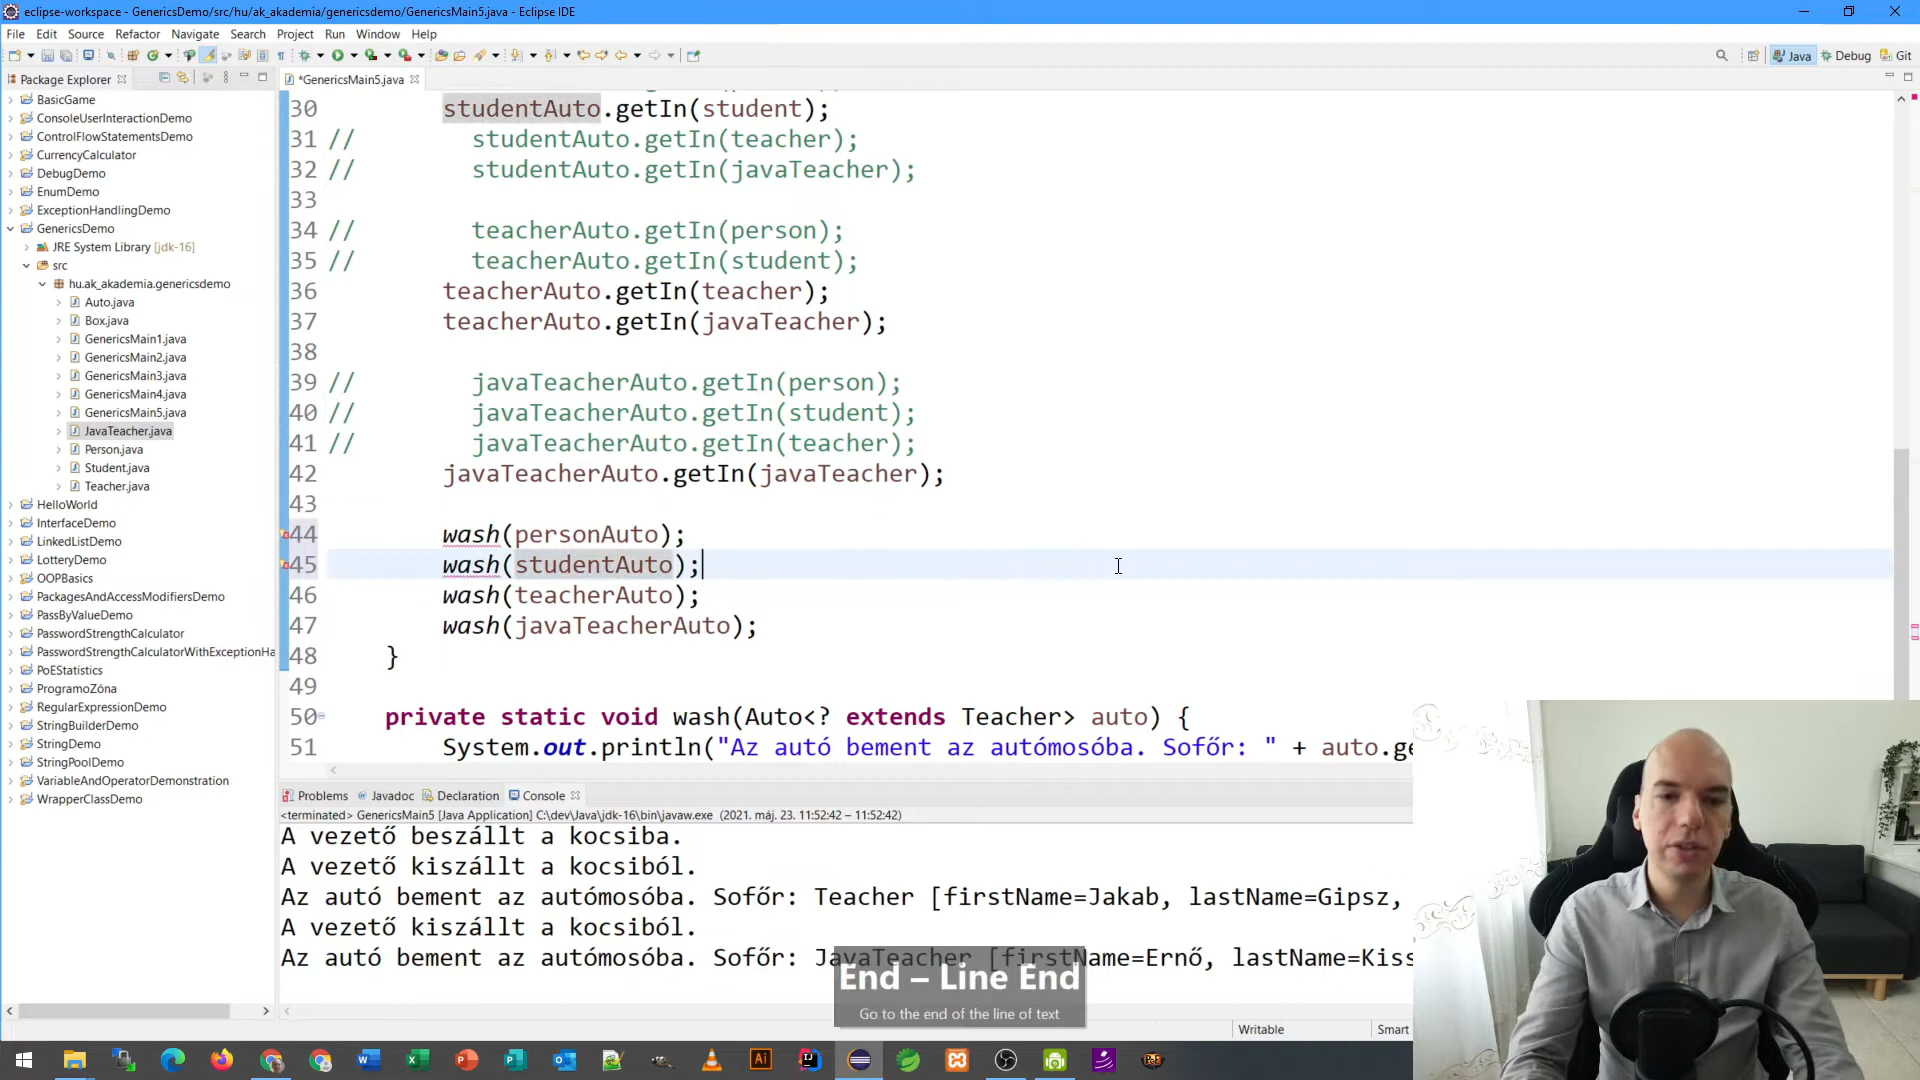 eclipse-workspace - GenericsDemo/src/hu/ak_akademia/genericsdemo/GenericsMain5.java - Eclipse IDE
File Edit Source Refactor Navigate Search Project Run Window Help
Java Debug Git
Package Explorer
*GenericsMain5.java
BasicGame
ConsoleUserInteractionDemo
ControlFlowStatementsDemo
CurrencyCalculator
DebugDemo
EnumDemo
ExceptionHandlingDemo
GenericsDemo
JRE System Library [jdk-16]
src
hu.ak_akademia.genericsdemo
Auto.java
Box.java
GenericsMain1.java
GenericsMain2.java
GenericsMain3.java
GenericsMain4.java
GenericsMain5.java
JavaTeacher.java
Person.java
Student.java
Teacher.java
HelloWorld
InterfaceDemo
LinkedListDemo
LotteryDemo
OOPBasics
PackagesAndAccessModifiersDemo
PassByValueDemo
PasswordStrengthCalculator
PasswordStrengthCalculatorWithExceptionHa
PoEStatistics
ProgramoZóna
RegularExpressionDemo
StringBuilderDemo
StringDemo
StringPoolDemo
VariableAndOperatorDemonstration
WrapperClassDemo
30 studentAuto.getIn(student);
31 // studentAuto.getIn(teacher);
32 // studentAuto.getIn(javaTeacher);
33
34 // teacherAuto.getIn(person);
35 // teacherAuto.getIn(student);
36 teacherAuto.getIn(teacher);
37 teacherAuto.getIn(javaTeacher);
38
39 // javaTeacherAuto.getIn(person);
40 // javaTeacherAuto.getIn(student);
41 // javaTeacherAuto.getIn(teacher);
42 javaTeacherAuto.getIn(javaTeacher);
43
44 wash(personAuto);
45 wash(studentAuto);
46 wash(teacherAuto);
47 wash(javaTeacherAuto);
48 }
49
50 private static void wash(Auto<? extends Teacher> auto) {
51 System.out.println("Az autó bement az autómosóba. Sofőr: " + auto.ge
Problems Javadoc Declaration Console
<terminated> GenericsMain5 [Java Application] C:\dev\Java\jdk-16\bin\javaw.exe (2021. máj. 23. 11:52:42 – 11:52:42)
A vezető beszállt a kocsiba.
A vezető kiszállt a kocsiból.
Az autó bement az autómosóba. Sofőr: Teacher [firstName=Jakab, lastName=Gipsz,
A vezető kiszállt a kocsiból.
Az autó bement az autómosóba. Sofőr: JavaTeacher [firstName=Ernő, lastName=Kiss
End – Line End
Go to the end of the line of text
Writable
Smart